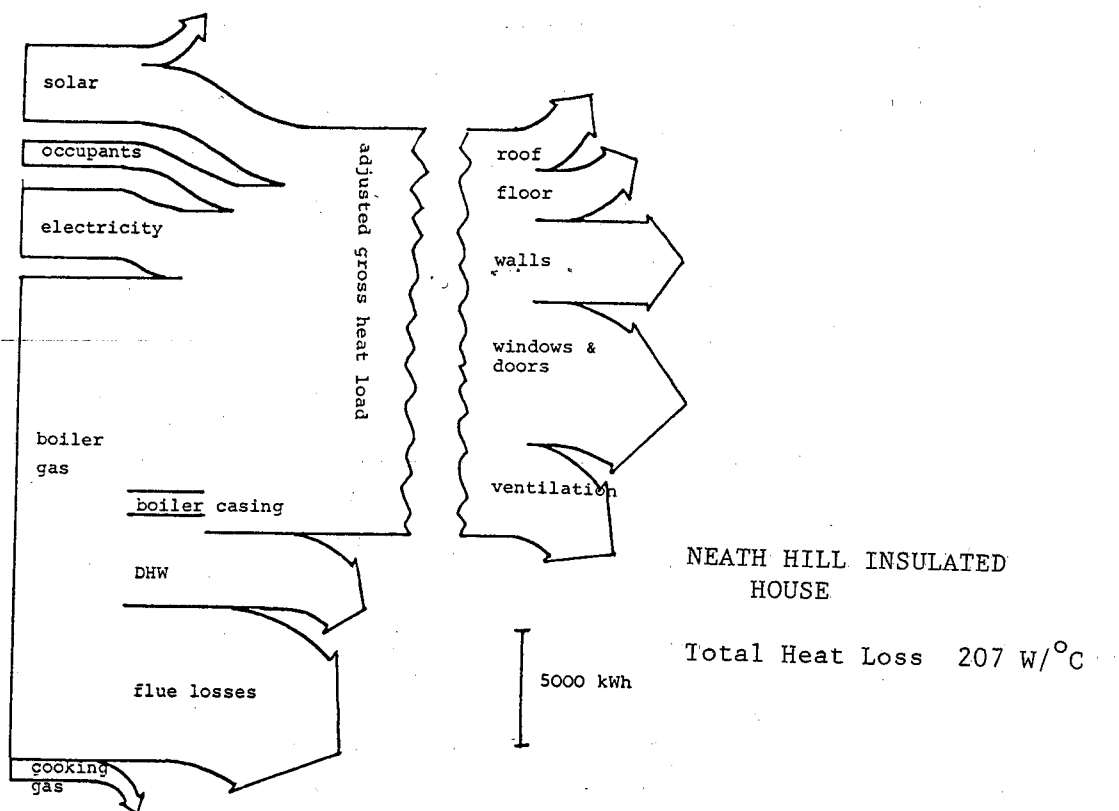 solar
occupants
electricity
boiler
gas
boiler casing
DHW
flue losses
cooking
gas
adjusted gross heat load
roof
floor
walls
windows &
doors
ventilation
5000 kWh
NEATH HILL INSULATED
HOUSE
Total Heat Loss 207 W/°C